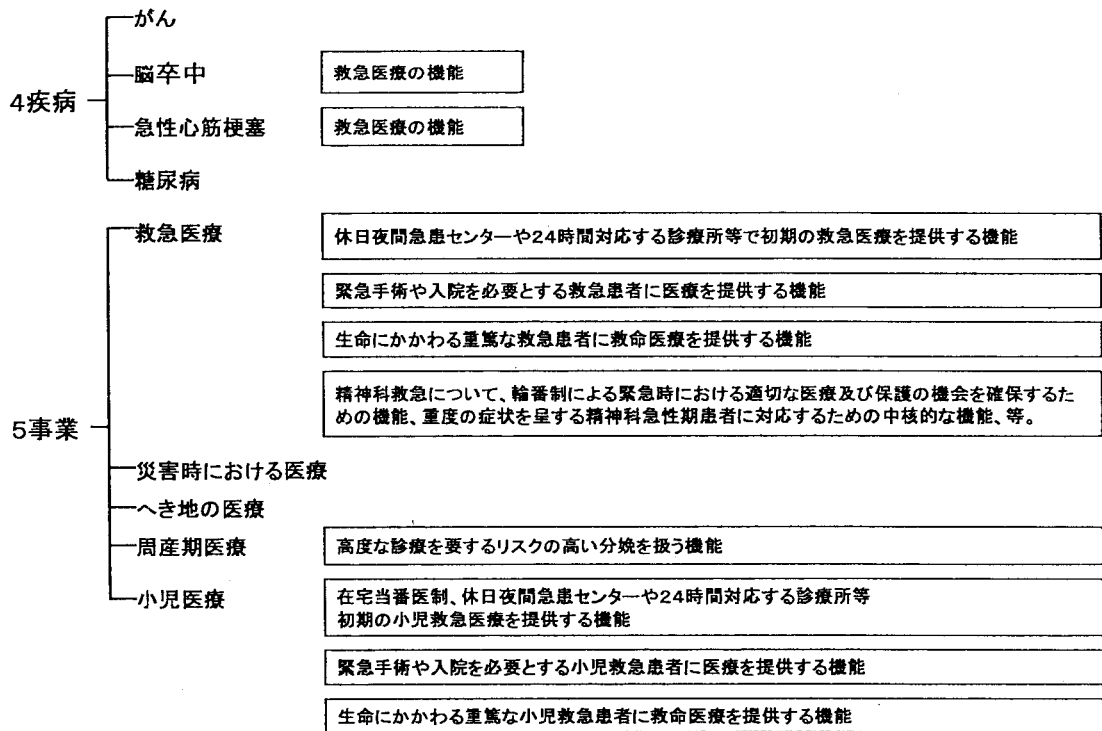 4疾病
がん
脳卒中
救急医療の機能
急性心筋梗塞
救急医療の機能
糖尿病
5事業
救急医療
休日夜間急患センターや24時間対応する診療所等で初期の救急医療を提供する機能
緊急手術や入院を必要とする救急患者に医療を提供する機能
生命にかかわる重篤な救急患者に救命医療を提供する機能
精神科救急について、輪番制による緊急時における適切な医療及び保護の機会を確保するた
めの機能、重度の症状を呈する精神科急性期患者に対応するための中核的な機能、等。
災害時における医療
へき地の医療
周産期医療
高度な診療を要するリスクの高い分娩を扱う機能
小児医療
在宅当番医制、休日夜間急患センターや24時間対応する診療所等
初期の小児救急医療を提供する機能
緊急手術や入院を必要とする小児救急患者に医療を提供する機能
生命にかかわる重篤な小児救急患者に救命医療を提供する機能